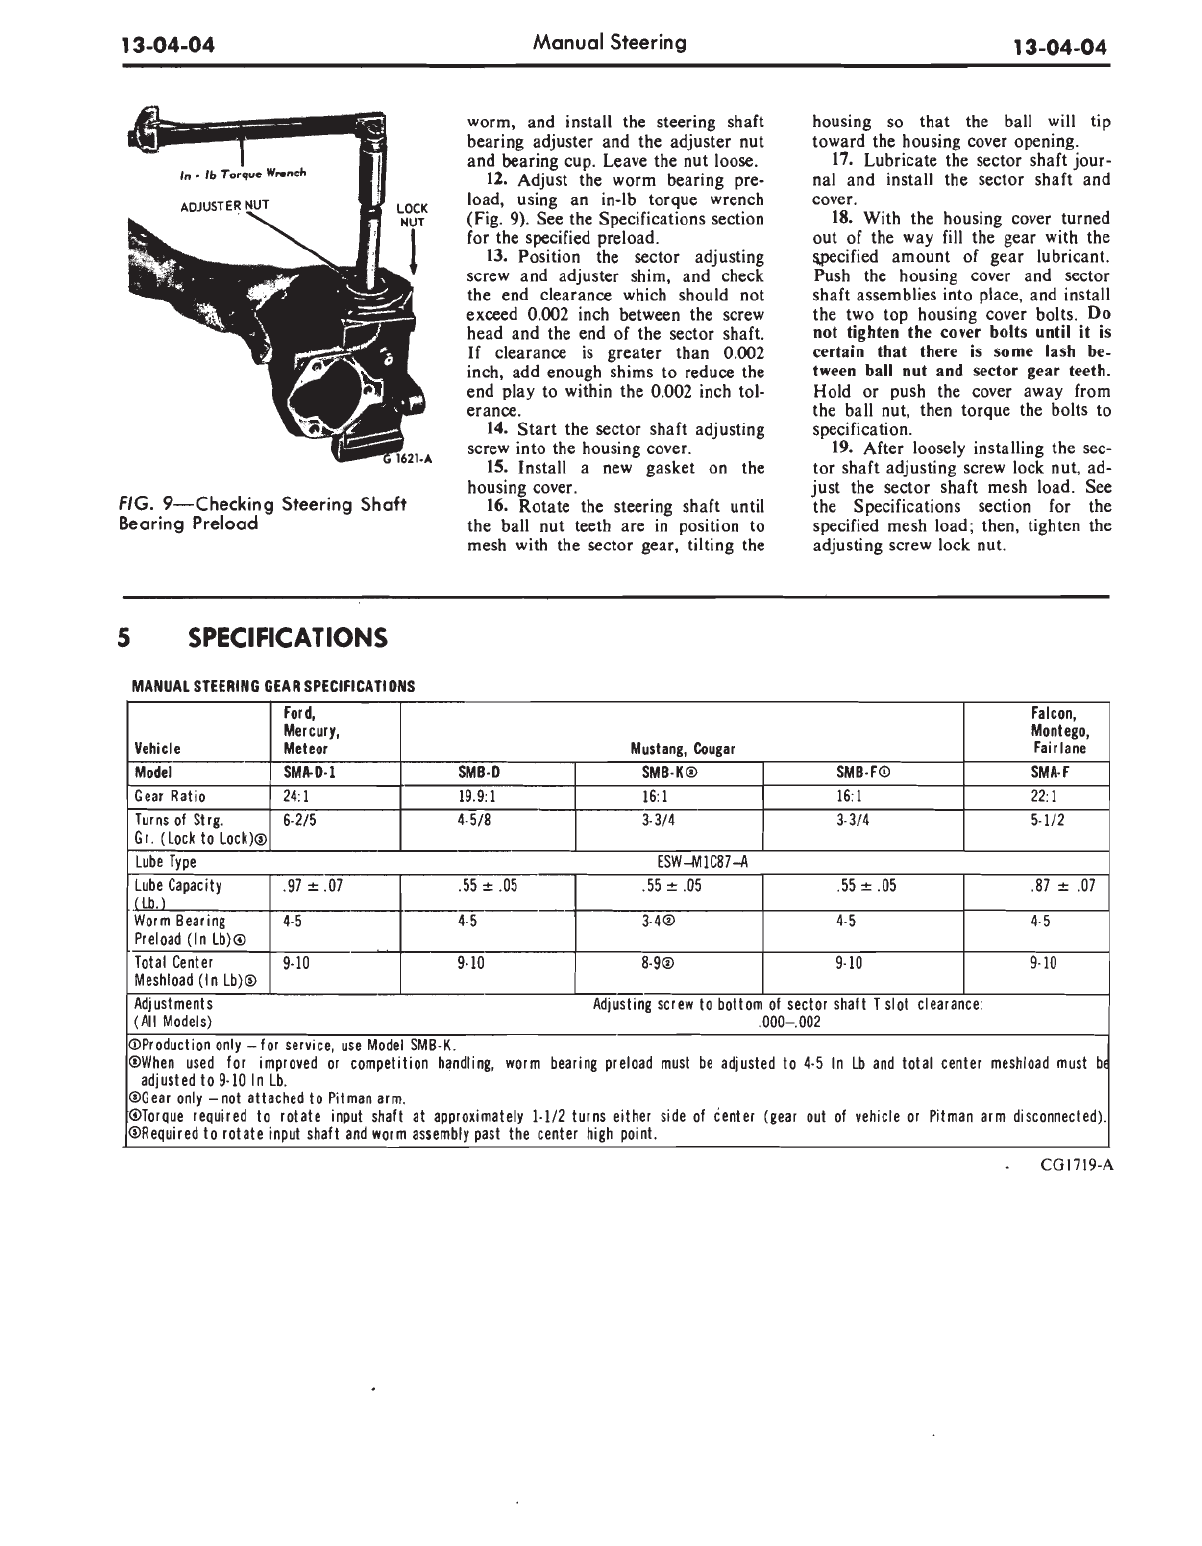 13-04-04
Manual Steering
13-04-04
In - lb Torque Wrench
ADJUSTER NUT
LOCK
NUT
G 1621-A
FIG. 9—Checking Steering Shaft
Bearing Preload
worm, and install the steering shaft
bearing adjuster and the adjuster nut
and bearing cup. Leave the nut loose.
12. Adjust the worm bearing pre-
load, using an in-lb torque wrench
(Fig. 9). See the Specifications section
for the specified preload.
13. Position the sector adjusting
screw and adjuster shim, and check
the end clearance which should not
exceed 0.002 inch between the screw
head and the end of the sector shaft.
If clearance is greater than 0.002
inch, add enough shims to reduce the
end play to within the 0.002 inch tol-
erance.
14. Start the sector shaft adjusting
screw into the housing cover.
15. Install a new gasket on the
housing cover.
16. Rotate the steering shaft until
the ball nut teeth are in position to
mesh with the sector gear, tilting the
housing so that the ball will tip
toward the housing cover opening.
17. Lubricate the sector shaft jour-
nal and install the sector shaft and
cover.
18. With the housing cover turned
out of the way fill the gear with the
specified amount of gear lubricant.
Push the housing cover and sector
shaft assemblies into place, and install
the two top housing cover bolts. Do
not tighten the cover bolts until it is
certain that there is some lash be-
tween ball nut and sector gear teeth.
Hold or push the cover away from
the ball nut, then torque the bolts to
specification.
19. After loosely installing the sec-
tor shaft adjusting screw lock nut, ad-
just the sector shaft mesh load. See
the Specifications section for the
specified mesh load; then, tighten the
adjusting screw lock nut.
5 SPECIFICATIONS
MANUAL STEERING GEAR SPECIFICATIONS
Vehicle
Ford,
Mercury,
Meteor
Mustang, Cougar
Falcon,
Montego,
Fairlane
Model SMA-D-1 SMB-D SMB-K② SMB-F① SMA-F
Gear Ratio 24:1 19.9:1 16:1 16:1 22:1
Turns of Strg. 6-2/5 4-5/8 3-3/4 3-3/4 5-1/2
Gr. (Lock to Lock)③
Lube Type ESW-M1C87-A
Lube Capacity .97 ± .07 .55 ± .05 .55 ± .05 .55 ± .05 .87 ± .07
(Lb.)
Worm Bearing 4-5 4-5 3-4② 4-5 4-5
Preload (In Lb)④
Total Center 9-10 9-10 8-9② 9-10 9-10
Meshload (In Lb)⑤
Adjustments Adjusting screw to bottom of sector shaft T slot clearance:
(All Models) .000–.002
①Production only – for service, use Model SMB-K.
②When used for improved or competition handling, worm bearing preload must be adjusted to 4-5 In Lb and total center meshload must be
adjusted to 9-10 In Lb.
③Gear only – not attached to Pitman arm.
④Torque required to rotate input shaft at approximately 1-1/2 turns either side of center (gear out of vehicle or Pitman arm disconnected).
⑤Required to rotate input shaft and worm assembly past the center high point.
CG1719-A